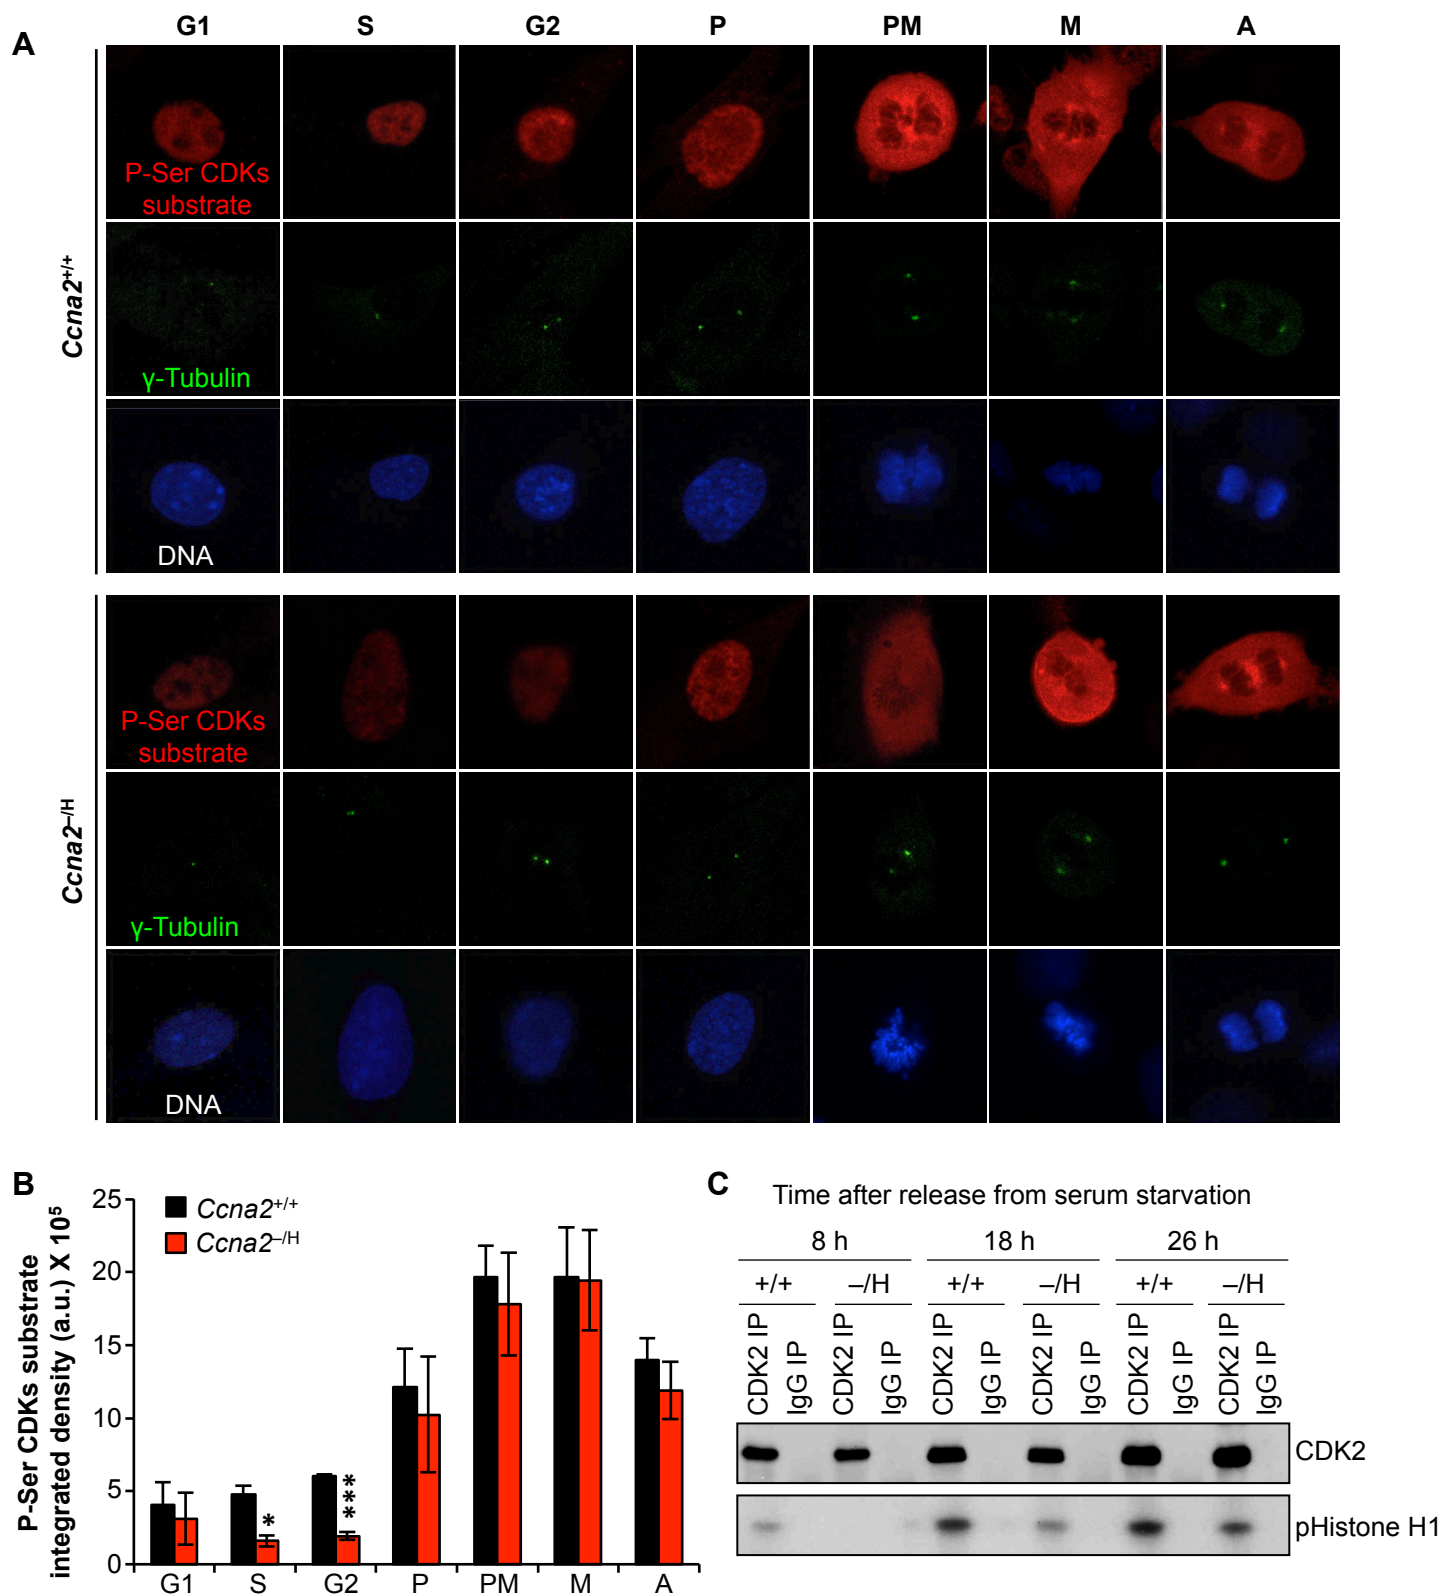 A
G1 S G2 P PM M A
Ccna2+/+
P-Ser CDKs
substrate
γ-Tubulin
DNA
Ccna2–/H
P-Ser CDKs
substrate
γ-Tubulin
DNA
B
P-Ser CDKs substrate
integrated density (a.u.) X 10⁵
25
20
15
10
5
0
Ccna2+/+
Ccna2–/H
*
***
G1 S G2 P PM M A
C
Time after release from serum starvation
8 h 18 h 26 h
+/+ –/H +/+ –/H +/+ –/H
CDK2 IP IgG IP CDK2 IP IgG IP CDK2 IP IgG IP CDK2 IP IgG IP CDK2 IP IgG IP CDK2 IP IgG IP
CDK2
pHistone H1